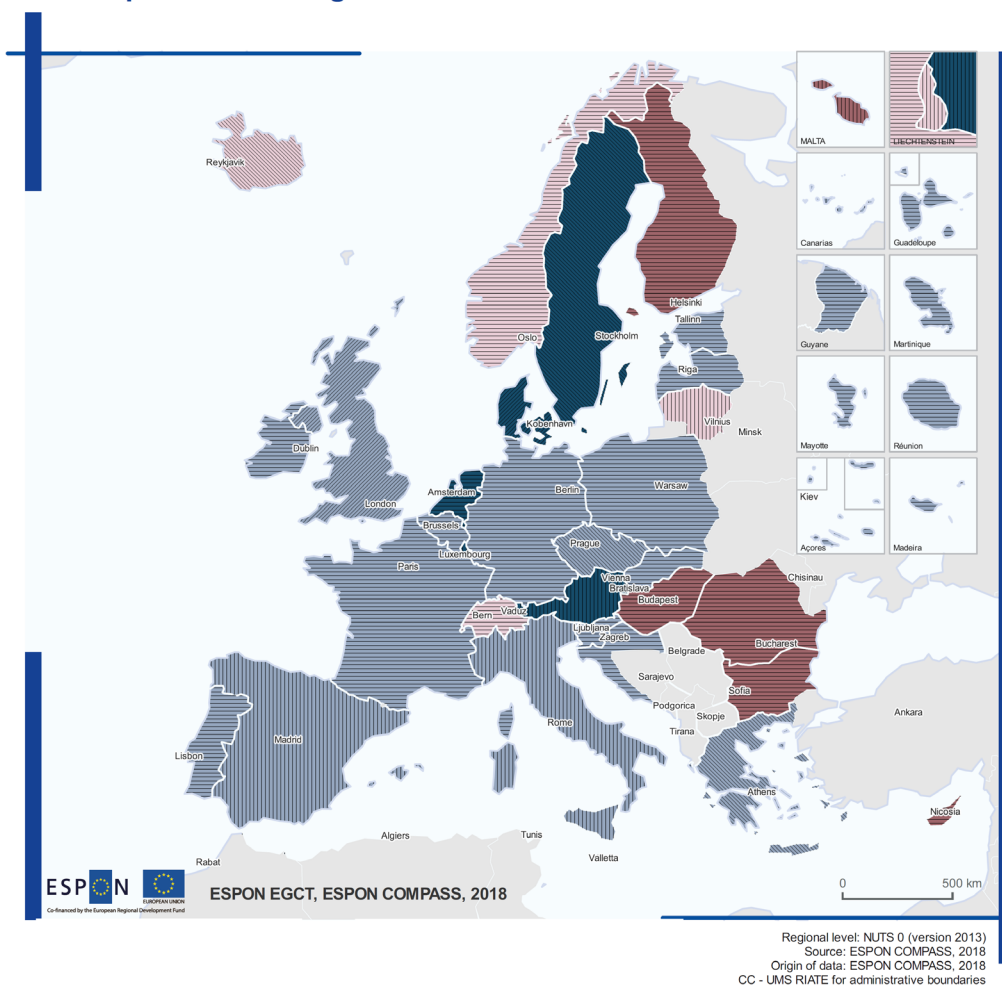 MALTA
LIECHTENSTEIN
Reykjavik
Canarias
Guadeloupe
Helsinki
Tallinn
Oslo
Stockholm
Guyane
Martinique
Riga
København
Vilnius
Minsk
Dublin
Mayotte
Réunion
Amsterdam
Berlin
Warsaw
London
Kiev
Brussels
Prague
Açores
Madeira
Luxembourg
Paris
Vienna
Chisinau
Bratislava
Budapest
Bern
Vaduz
Ljubljana
Zagreb
Bucharest
Belgrade
Sarajevo
Sofia
Podgorica
Skopje
Ankara
Rome
Tirana
Madrid
Lisbon
Athens
Nicosia
Algiers
Tunis
Rabat
Valletta
ESPON
EUROPEAN UNION
Co-financed by the European Regional Development Fund
ESPON EGCT, ESPON COMPASS, 2018
0 500 km
Regional level: NUTS 0 (version 2013)
Source: ESPON COMPASS, 2018
Origin of data: ESPON COMPASS, 2018
CC - UMS RIATE for administrative boundaries